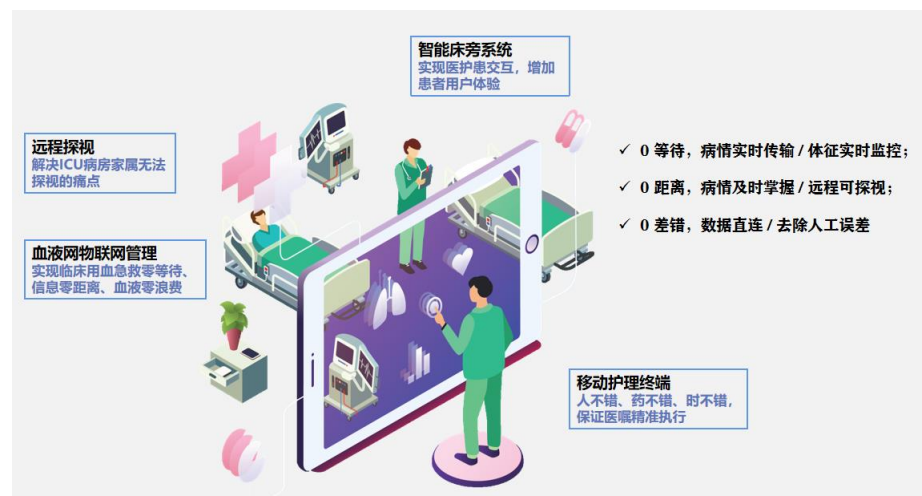 智能床旁系统
实现医护患交互，增加
患者用户体验
远程探视
解决ICU病房家属无法
探视的痛点
血液网物联网管理
实现临床用血急救零等待、
信息零距离、血液零浪费
✓ 0 等待，病情实时传输 / 体征实时监控；
✓ 0 距离，病情及时掌握 / 远程可探视；
✓ 0 差错，数据直连 / 去除人工误差
移动护理终端
人不错、药不错、时不错，
保证医嘱精准执行